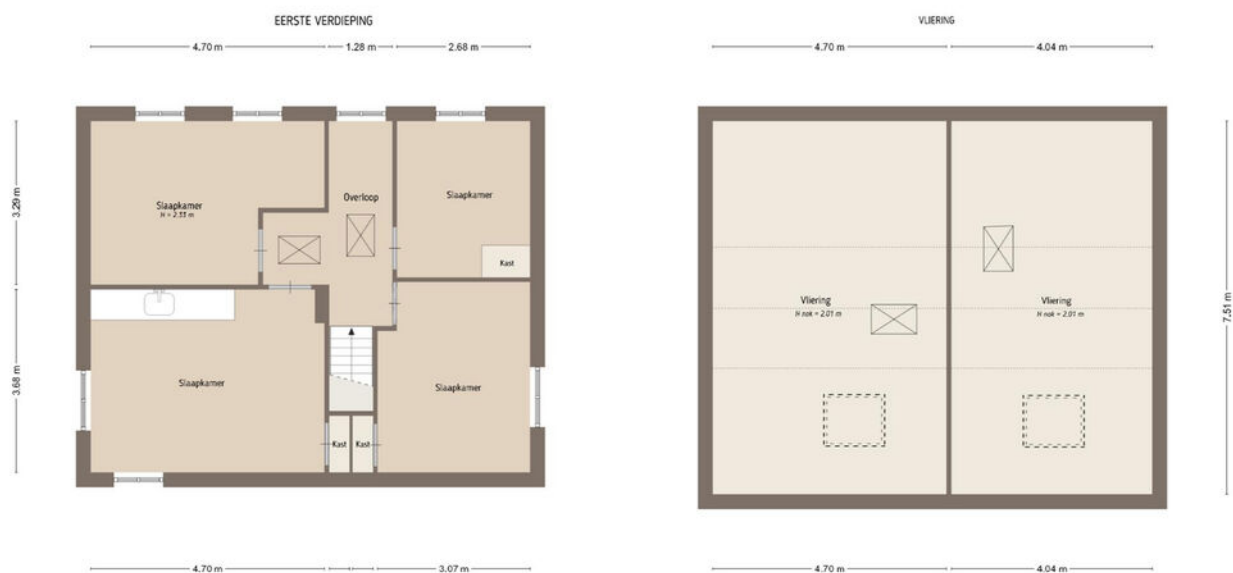 EERSTE VERDIEPING
VLIERING
4.70 m
1.28 m
2.68 m
4.70 m
4.04 m
3.29 m
3.68 m
Slaapkamer
H = 2.33 m
Overloop
Slaapkamer
Kast
Slaapkamer
Slaapkamer
Kast
Kast
Vliering
H nok = 2.01 m
Vliering
H nok = 2.01 m
7.51 m
4.70 m
3.07 m
4.70 m
4.04 m